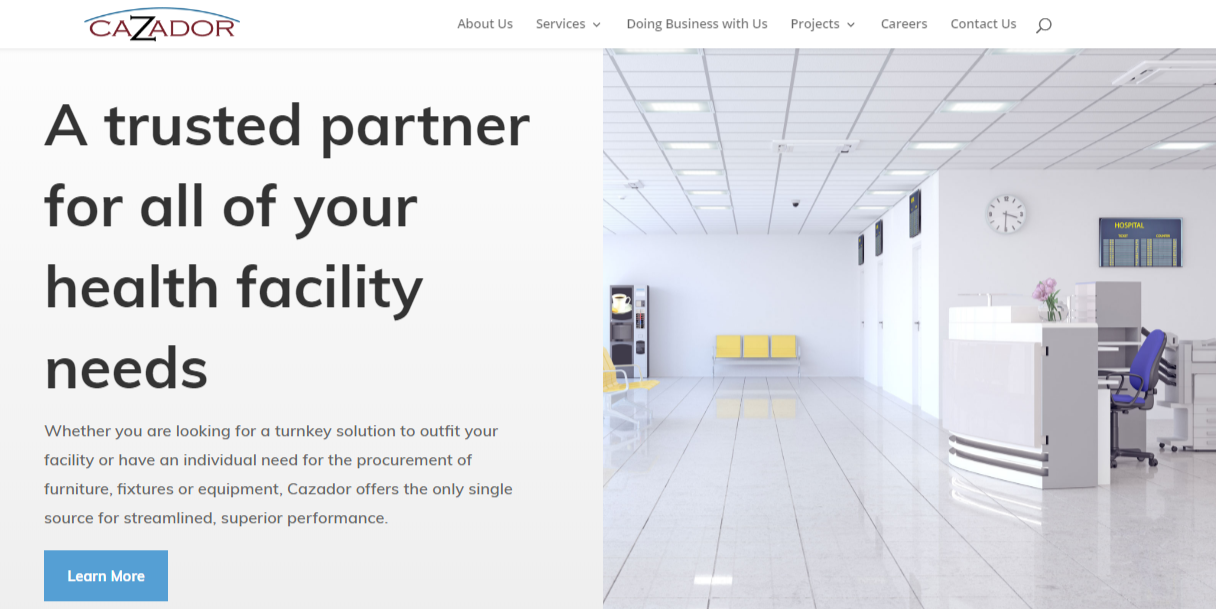 CAZADOR
About Us Services Doing Business with Us Projects Careers Contact Us
A trusted partner
for all of your
health facility
needs
Whether you are looking for a turnkey solution to outfit your
facility or have an individual need for the procurement of
furniture, fixtures or equipment, Cazador offers the only single
source for streamlined, superior performance.
Learn More
HOSPITAL